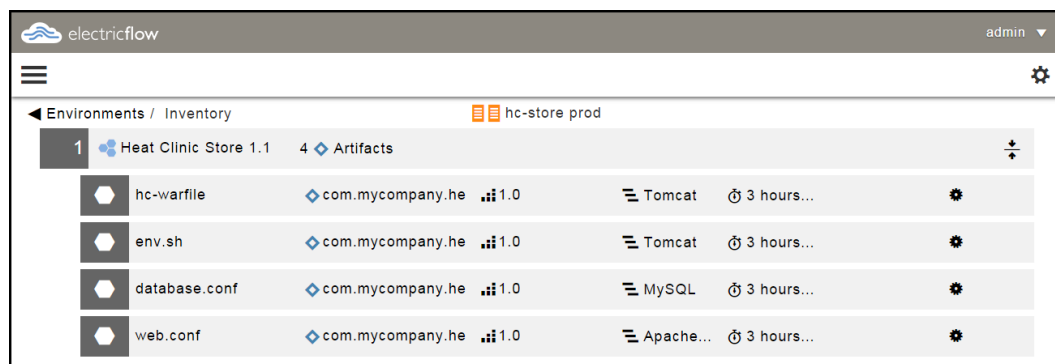 electricflow admin
Environments / Inventory hc-store prod
1 Heat Clinic Store 1.1 4 Artifacts
hc-warfile com.mycompany.he 1.0 Tomcat 3 hours...
env.sh com.mycompany.he 1.0 Tomcat 3 hours...
database.conf com.mycompany.he 1.0 MySQL 3 hours...
web.conf com.mycompany.he 1.0 Apache... 3 hours...